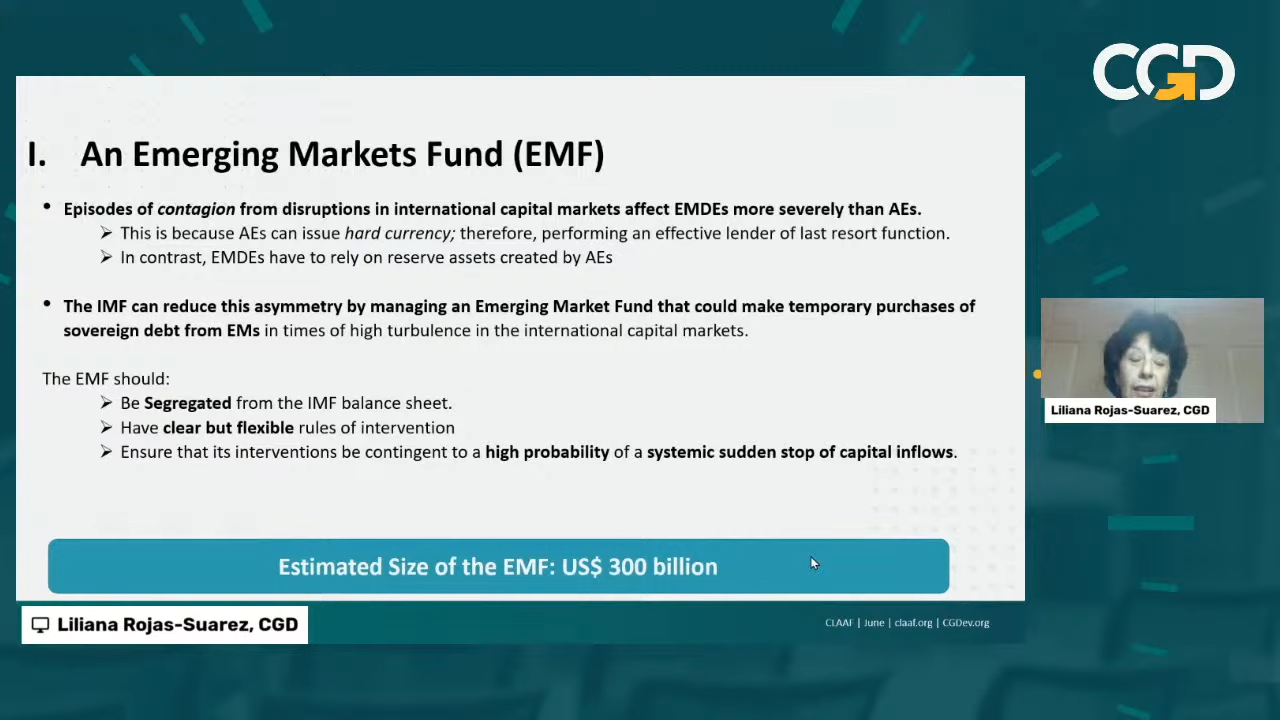 CGD
I. An Emerging Markets Fund (EMF)
• Episodes of contagion from disruptions in international capital markets affect EMDEs more severely than AEs.
➢ This is because AEs can issue hard currency; therefore, performing an effective lender of last resort function.
➢ In contrast, EMDEs have to rely on reserve assets created by AEs
• The IMF can reduce this asymmetry by managing an Emerging Market Fund that could make temporary purchases of
sovereign debt from EMs in times of high turbulence in the international capital markets.
The EMF should:
➢ Be Segregated from the IMF balance sheet.
➢ Have clear but flexible rules of intervention
➢ Ensure that its interventions be contingent to a high probability of a systemic sudden stop of capital inflows.
Estimated Size of the EMF: US$ 300 billion
CLAAF | June | claaf.org | CGDev.org
Liliana Rojas-Suarez, CGD
Liliana Rojas-Suarez, CGD